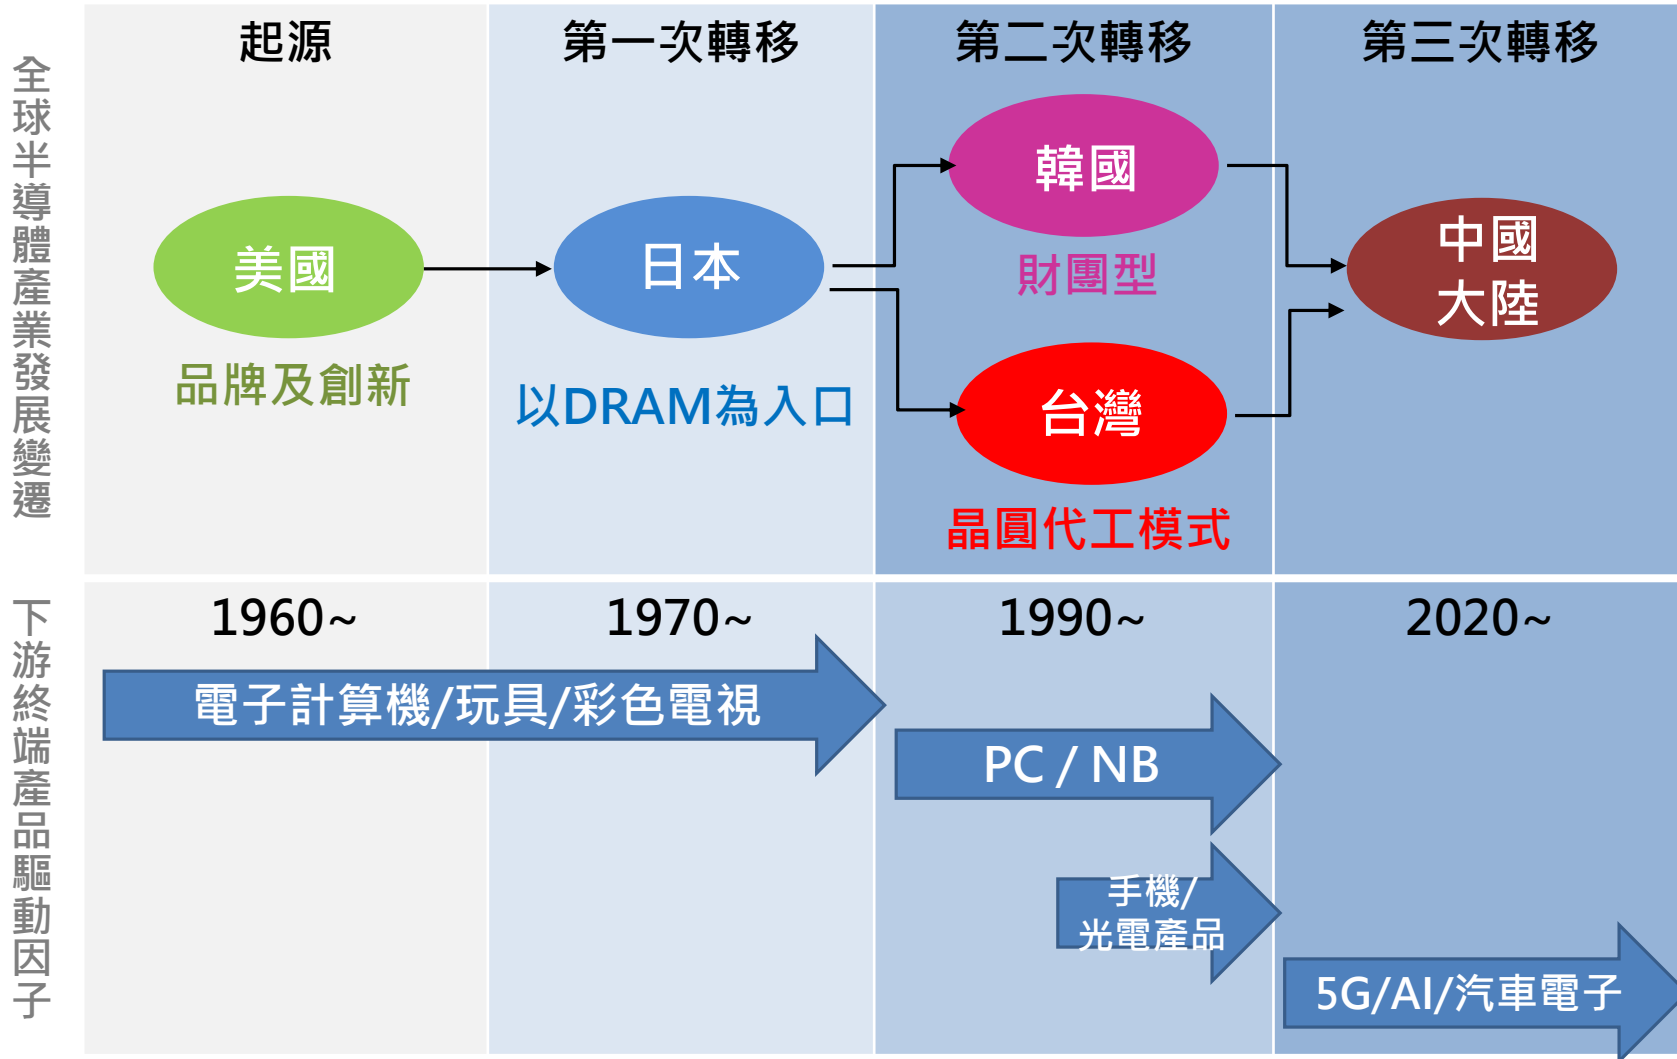 全球半導體產業發展變遷
起源
第一次轉移
第二次轉移
第三次轉移
美國
品牌及創新
日本
以DRAM為入口
韓國
財團型
台灣
晶圓代工模式
中國
大陸
下游終端產品驅動因子
1960~
1970~
1990~
2020~
電子計算機/玩具/彩色電視
PC / NB
手機/
光電產品
5G/AI/汽車電子